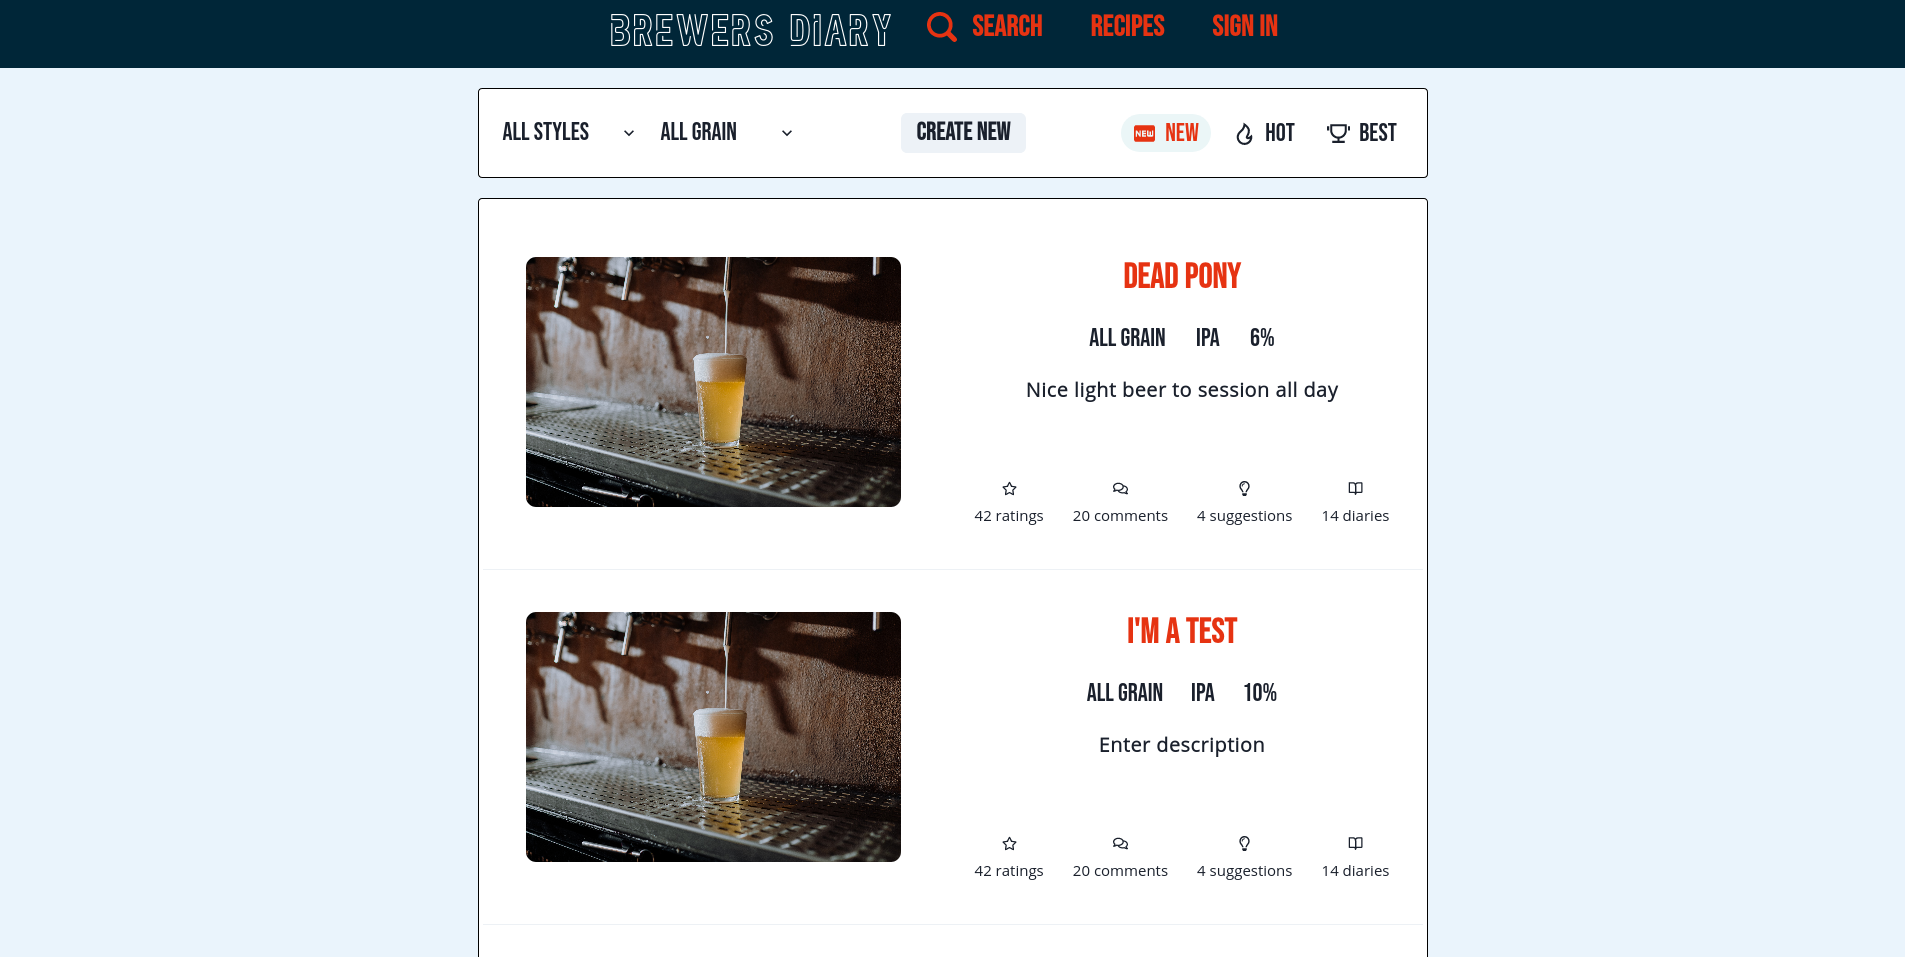 BREWERS DIARY
SEARCH
RECIPES
SIGN IN
ALL STYLES
ALL GRAIN
CREATE NEW
NEW
NEW
HOT
BEST
DEAD PONY
ALL GRAIN IPA 6%
Nice light beer to session all day
42 ratings
20 comments
4 suggestions
14 diaries
I'M A TEST
ALL GRAIN IPA 10%
Enter description
42 ratings
20 comments
4 suggestions
14 diaries